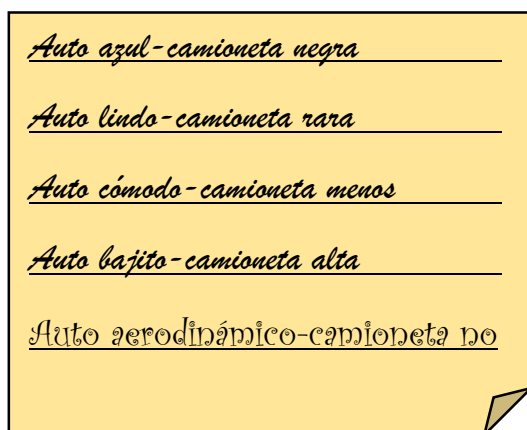 Auto azul-camioneta negra
Auto lindo-camioneta rara
Auto cómodo-camioneta menos
Auto bajito-camioneta alta
Auto aerodinámico-camioneta no